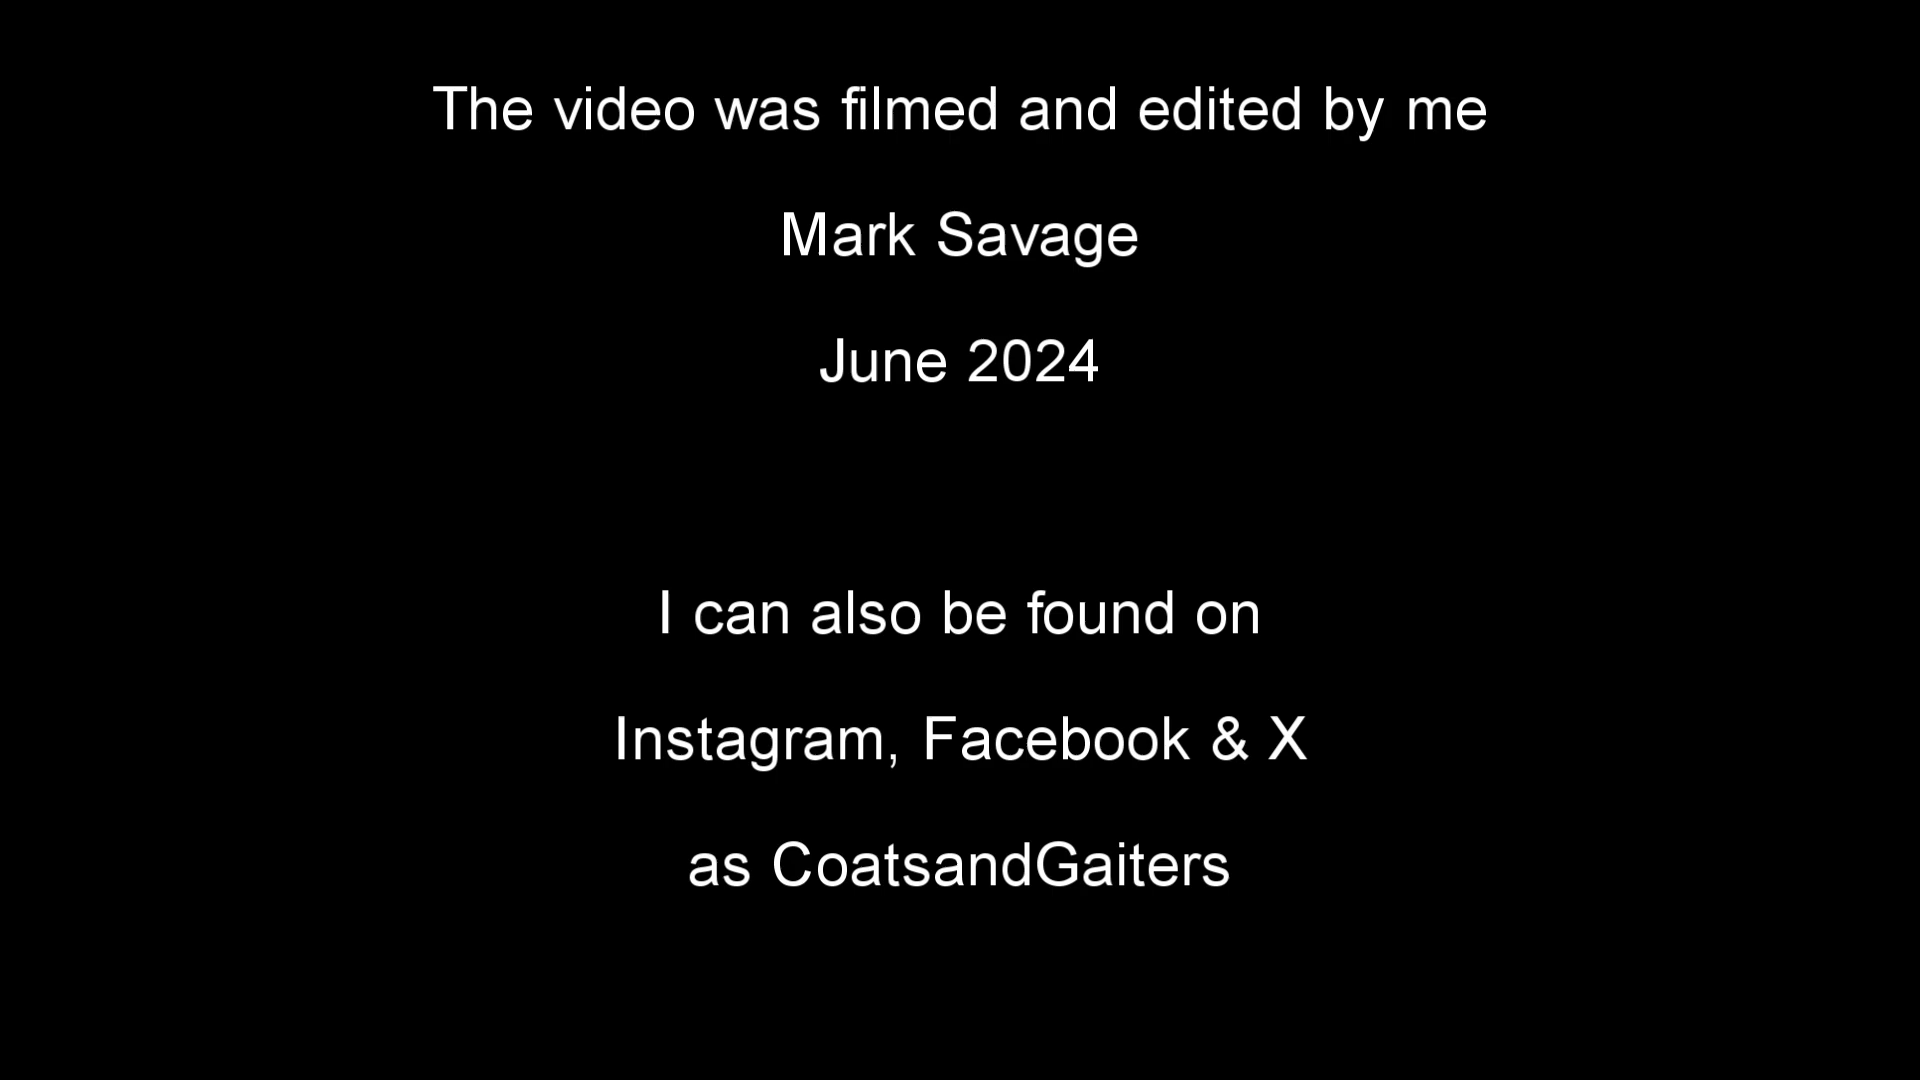 The video was filmed and edited by me
Mark Savage
June 2024
I can also be found on
Instagram, Facebook & X
as CoatsandGaiters